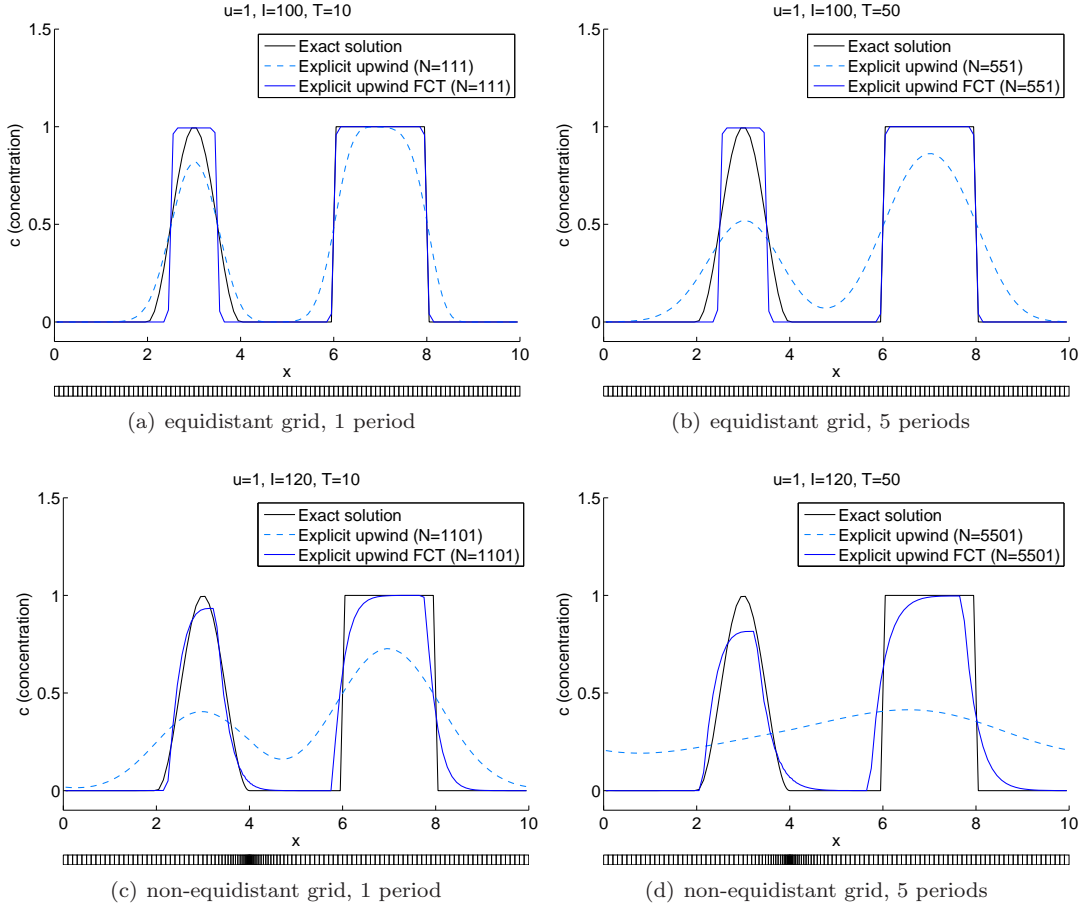 u=1, I=100, T=10
1.5
1
0.5
0
c (concentration)
Exact solution
Explicit upwind (N=111)
Explicit upwind FCT (N=111)
0 2 4 6 8 10
x
(a) equidistant grid, 1 period
u=1, I=100, T=50
1.5
1
0.5
0
c (concentration)
Exact solution
Explicit upwind (N=551)
Explicit upwind FCT (N=551)
0 2 4 6 8 10
x
(b) equidistant grid, 5 periods
u=1, I=120, T=10
1.5
1
0.5
0
c (concentration)
Exact solution
Explicit upwind (N=1101)
Explicit upwind FCT (N=1101)
0 2 4 6 8 10
x
(c) non-equidistant grid, 1 period
u=1, I=120, T=50
1.5
1
0.5
0
c (concentration)
Exact solution
Explicit upwind (N=5501)
Explicit upwind FCT (N=5501)
0 2 4 6 8 10
x
(d) non-equidistant grid, 5 periods